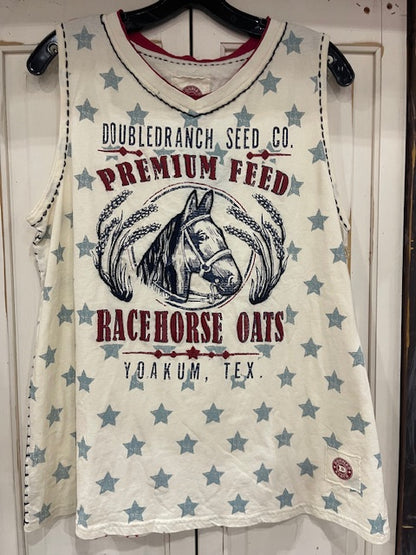 DOUBLEDRANCH SEED CO.
PREMIUM FEED
RACEHORSE OATS
YOAKUM, TEX.